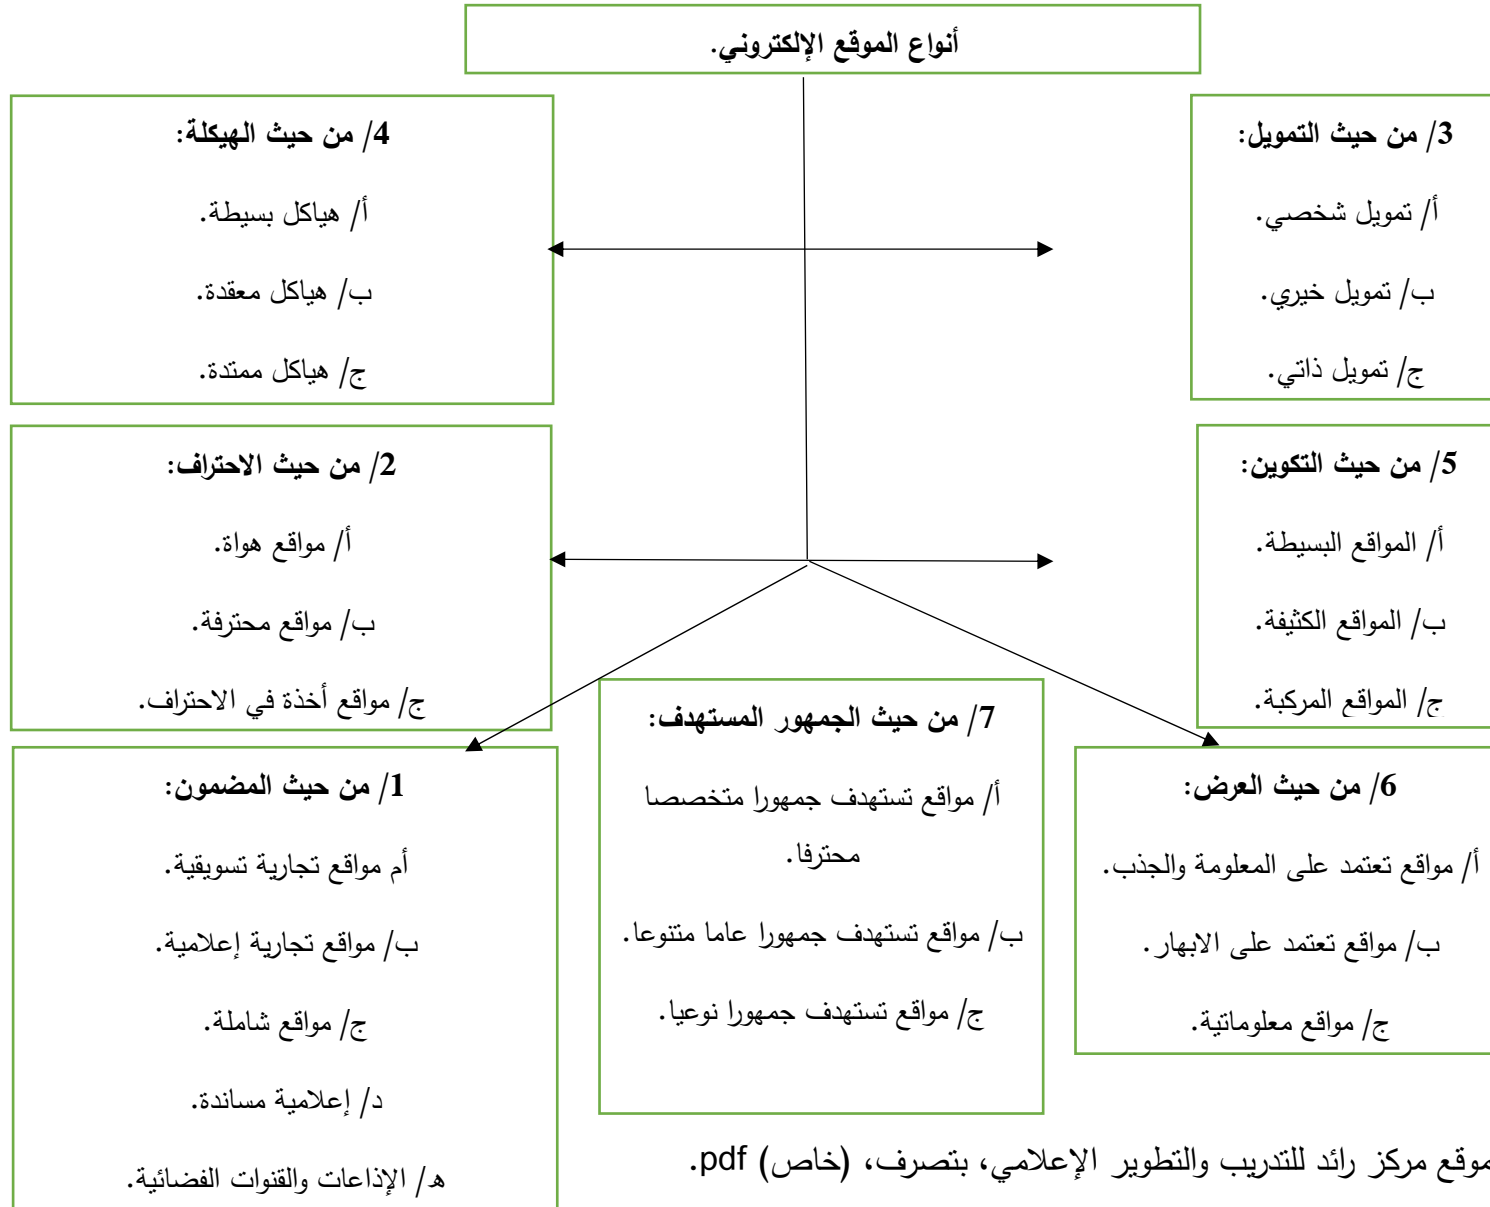 أنواع الموقع الإلكتروني.
3/ من حيث التمويل:
أ/ تمويل شخصي.
ب/ تمويل خيري.
ج/ تمويل ذاتي.
4/ من حيث الهيكلة:
أ/ هياكل بسيطة.
ب/ هياكل معقدة.
ج/ هياكل ممتدة.
5/ من حيث التكوين:
أ/ المواقع البسيطة.
ب/ المواقع الكثيفة.
ج/ المواقع المركبة.
2/ من حيث الاحتراف:
أ/ مواقع هواة.
ب/ مواقع محترفة.
ج/ مواقع أخذة في الاحتراف.
6/ من حيث العرض:
أ/ مواقع تعتمد على المعلومة والجذب.
ب/ مواقع تعتمد على الابهار.
ج/ مواقع معلوماتية.
7/ من حيث الجمهور المستهدف:
أ/ مواقع تستهدف جمهورا متخصصا
محترفا.
ب/ مواقع تستهدف جمهورا عاما متنوعا.
ج/ مواقع تستهدف جمهورا نوعيا.
1/ من حيث المضمون:
أم مواقع تجارية تسويقية.
ب/ مواقع تجارية إعلامية.
ج/ مواقع شاملة.
د/ إعلامية مساندة.
ه/ الإذاعات والقنوات الفضائية.
موقع مركز رائد للتدريب والتطوير الإعلامي، بتصرف، (خاص) pdf.